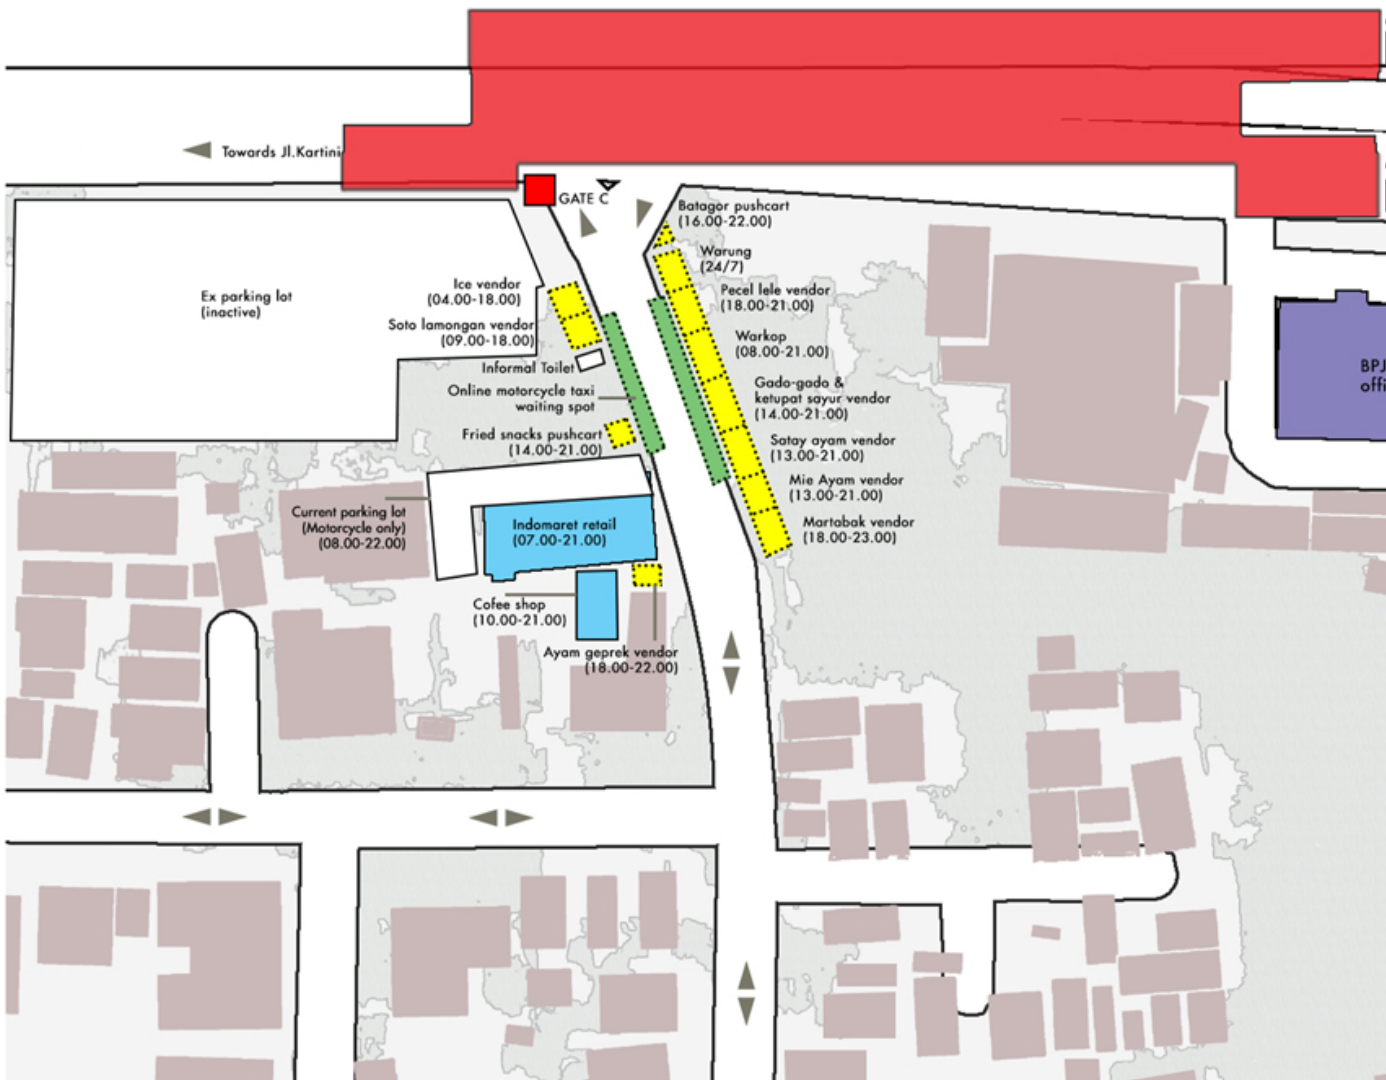 Towards Jl.Kartini
GATE C
Batagor pushcart
(16.00-22.00)
Warung
(24/7)
Ice vendor
(04.00-18.00)
Pecel lele vendor
(18.00-21.00)
Ex parking lot
(inactive)
Soto lamongan vendor
(09.00-18.00)
Warkop
(08.00-21.00)
Informal Toilet
Gado-gado &
ketupat sayur vendor
(14.00-21.00)
Online motorcycle taxi
waiting spot
BPJ
offi
Fried snacks pushcart
(14.00-21.00)
Satay ayam vendor
(13.00-21.00)
Mie Ayam vendor
(13.00-21.00)
Current parking lot
(Motorcycle only)
(08.00-22.00)
Indomaret retail
(07.00-21.00)
Martabak vendor
(18.00-23.00)
Cofee shop
(10.00-21.00)
Ayam geprek vendor
(18.00-22.00)